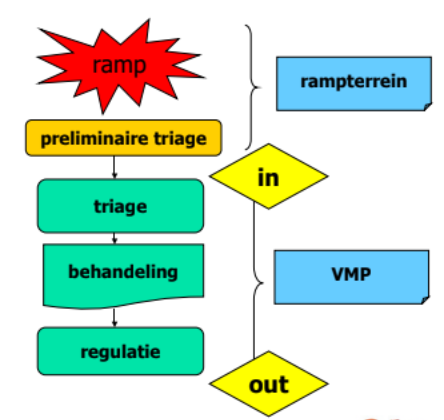 ramp
rampterrein
preliminaire triage
in
triage
behandeling
VMP
regulatie
out